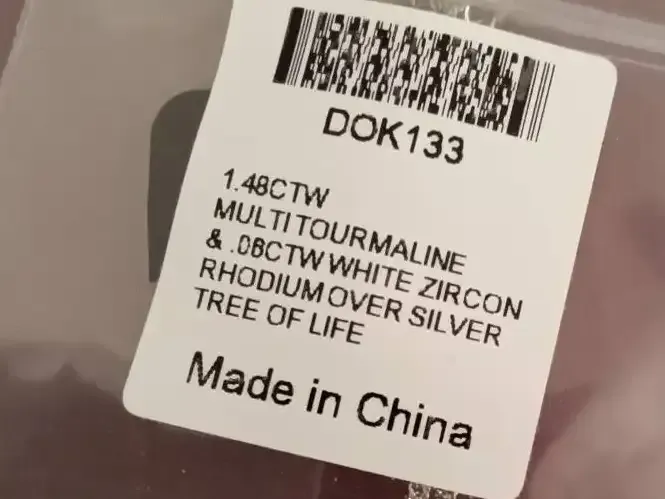 DOK133
1.48CTW
MULTI TOURMALINE
& .08CTW WHITE ZIRCON
RHODIUM OVER SILVER
TREE OF LIFE
Made in China